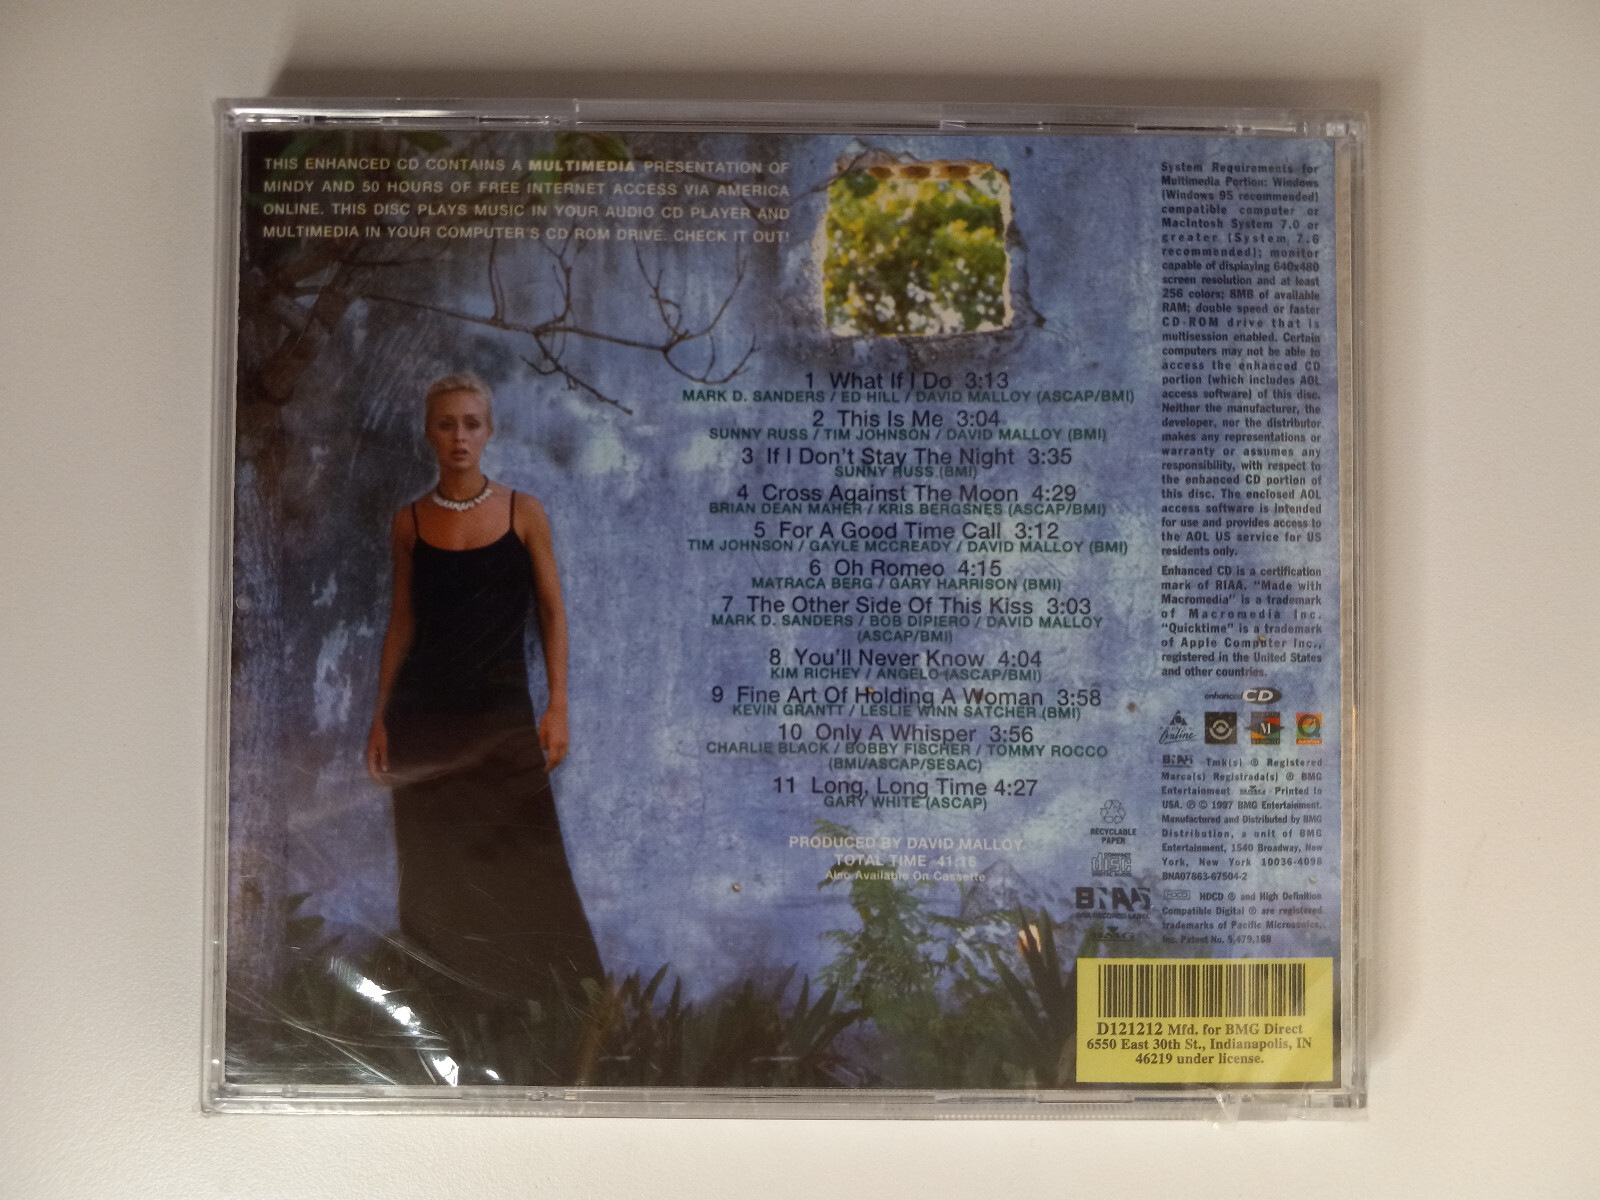 THIS ENHANCED CD CONTAINS A MULTIMEDIA PRESENTATION OF
MINDY AND 50 HOURS OF FREE INTERNET ACCESS VIA AMERICA
ONLINE. THIS DISC PLAYS MUSIC IN YOUR AUDIO CD PLAYER AND
MULTIMEDIA IN YOUR COMPUTER'S CD ROM DRIVE. CHECK IT OUT!
1 What If I Do 3:13
MARK D. SANDERS / ED HILL / DAVID MALLOY (ASCAP/BMI)
2 This Is Me 3:04
SUNNY RUSS / TIM JOHNSON / DAVID MALLOY (BMI)
3 If I Don't Stay The Night 3:35
SUNNY RUSS (BMI)
4 Cross Against The Moon 4:29
BRIAN DEAN MAHER / KRIS BERGSNES (ASCAP/BMI)
5 For A Good Time Call 3:12
TIM JOHNSON / GAYLE MCCREADY / DAVID MALLOY (BMI)
6 Oh Romeo 4:15
MATRACA BERG / GARY HARRISON (BMI)
7 The Other Side Of This Kiss 3:03
MARK D. SANDERS / BOB DIPIERO / DAVID MALLOY
(ASCAP/BMI)
8 You'll Never Know 4:04
KIM RICHEY / ANGELO (ASCAP/BMI)
9 Fine Art Of Holding A Woman 3:58
KEVIN GRANTT / LESLIE WINN SATCHER (BMI)
10 Only A Whisper 3:56
CHARLIE BLACK / BOBBY FISCHER / TOMMY ROCCO
(BMI/ASCAP/SESAC)
11 Long, Long Time 4:27
GARY WHITE (ASCAP)
PRODUCED BY DAVID MALLOY
TOTAL TIME 41:16
Also Available On Cassette
RECYCLABLE
PAPER
COMPACT
disc
DIGITAL AUDIO
BNA
BMG
System Requirements for
Multimedia Portion: Windows
(Windows 95 recommended)
compatible computer or
MacIntosh System 7.0 or
greater (System 7.6
recommended); monitor
capable of displaying 640x480
screen resolution and at least
256 colors; 8MB of available
RAM; double speed or faster
CD-ROM drive that is
multisession enabled. Certain
computers may not be able to
access the enhanced CD
portion (which includes AOL
access software) of this disc.
Neither the manufacturer, the
developer, nor the distributor
makes any representations or
warranty or assumes any
responsibility, with respect to
the enhanced CD portion of
this disc. The enclosed AOL
access software is intended
for use and provides access to
the AOL US service for US
residents only.
Enhanced CD is a certification
mark of RIAA. "Made with
Macromedia" is a trademark
of Macromedia Inc.
"Quicktime" is a trademark
of Apple Computer Inc.,
registered in the United States
and other countries.
enhanced CD
Online
M
BNA Tmk(s) ® Registered
Marca(s) Registrada(s) ® BMG
Entertainment Printed In
USA. ℗ © 1997 BMG Entertainment.
Manufactured and Distributed by BMG
Distribution, a unit of BMG
Entertainment, 1540 Broadway, New
York, New York 10036-4098
BNA07863-67504-2
HDCD ® and High Definition
Compatible Digital ® are registered
trademarks of Pacific Microsonics,
Inc. Patent No. 5,479,168
D121212 Mfd. for BMG Direct
6550 East 30th St., Indianapolis, IN
46219 under license.